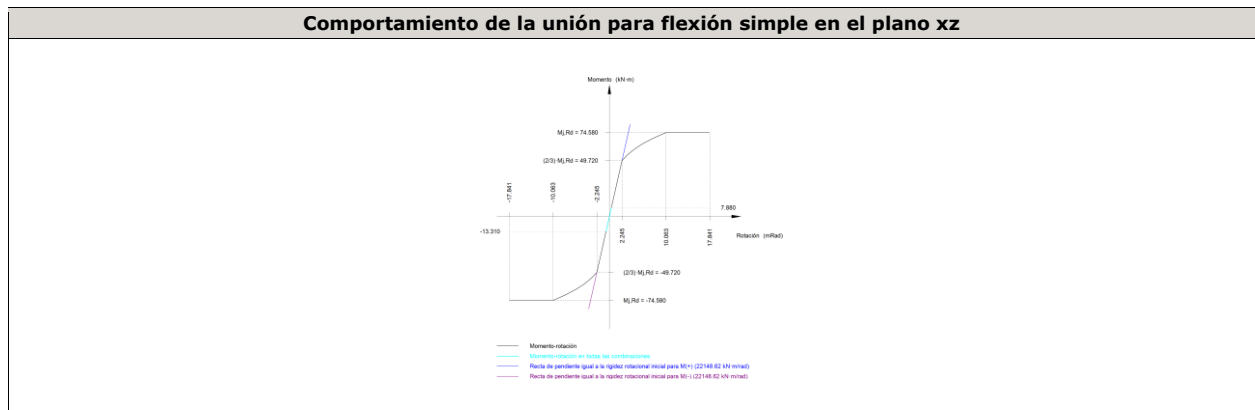 Comportamiento de la unión para flexión simple en el plano xz
Momento (kN·m)
Mj,Rd = 74.580
(2/3)·Mj,Rd = 49.720
-17.841
-10.063
-2.245
7.880
-13.310
2.245
10.063
17.841
Rotación (mRad)
(2/3)·Mj,Rd = -49.720
Mj,Rd = -74.580
Momento-rotación
Momento-rotación en todas las combinaciones
Recta de pendiente igual a la rigidez rotacional inicial para M(+) (22148.62 kN·m/rad)
Recta de pendiente igual a la rigidez rotacional inicial para M(-) (22148.62 kN·m/rad)